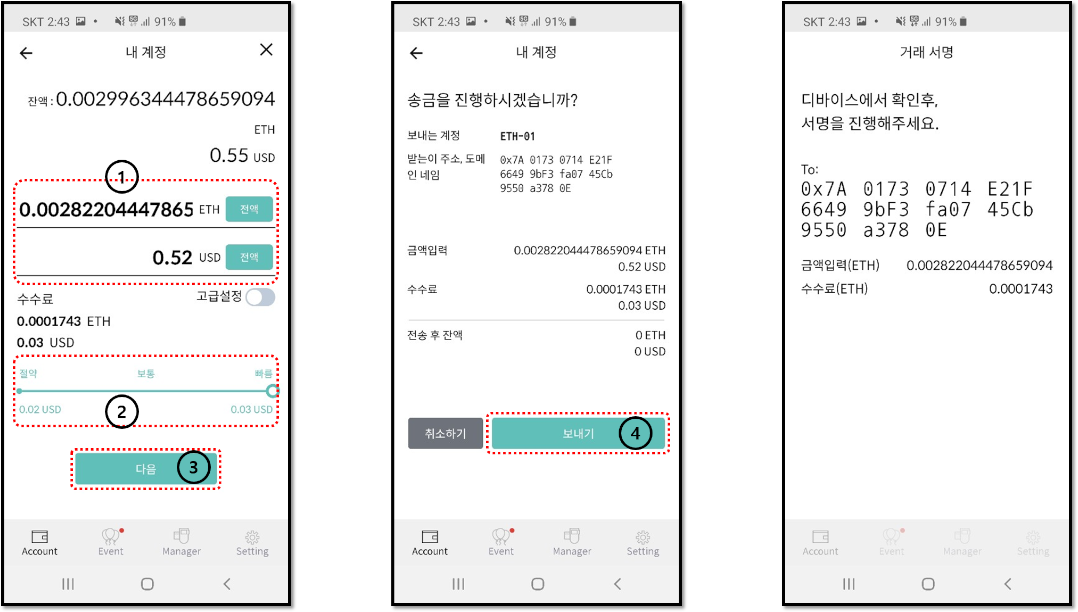 SKT 2:43 • 91%
내 계정
잔액 : 0.002996344478659094
ETH
0.55 USD
1
0.00282204447865 ETH 전액
0.52 USD 전액
수수료 고급설정
0.0001743 ETH
0.03 USD
절약 보통 빠름
0.02 USD 0.03 USD
2
다음 3
Account Event Manager Setting
SKT 2:43 • 91%
내 계정
송금을 진행하시겠습니까?
보내는 계정 ETH-01
받는이 주소, 도메인 네임 0x7A 0173 0714 E21F
6649 9bF3 fa07 45Cb
9550 a378 0E
금액입력 0.002822044478659094 ETH
0.52 USD
수수료 0.0001743 ETH
0.03 USD
전송 후 잔액 0 ETH
0 USD
취소하기 보내기 4
Account Event Manager Setting
SKT 2:43 • 91%
거래 서명
디바이스에서 확인후,
서명을 진행해주세요.
To:
0x7A 0173 0714 E21F
6649 9bF3 fa07 45Cb
9550 a378 0E
금액입력(ETH) 0.002822044478659094
수수료(ETH) 0.0001743
Account Event Manager Setting